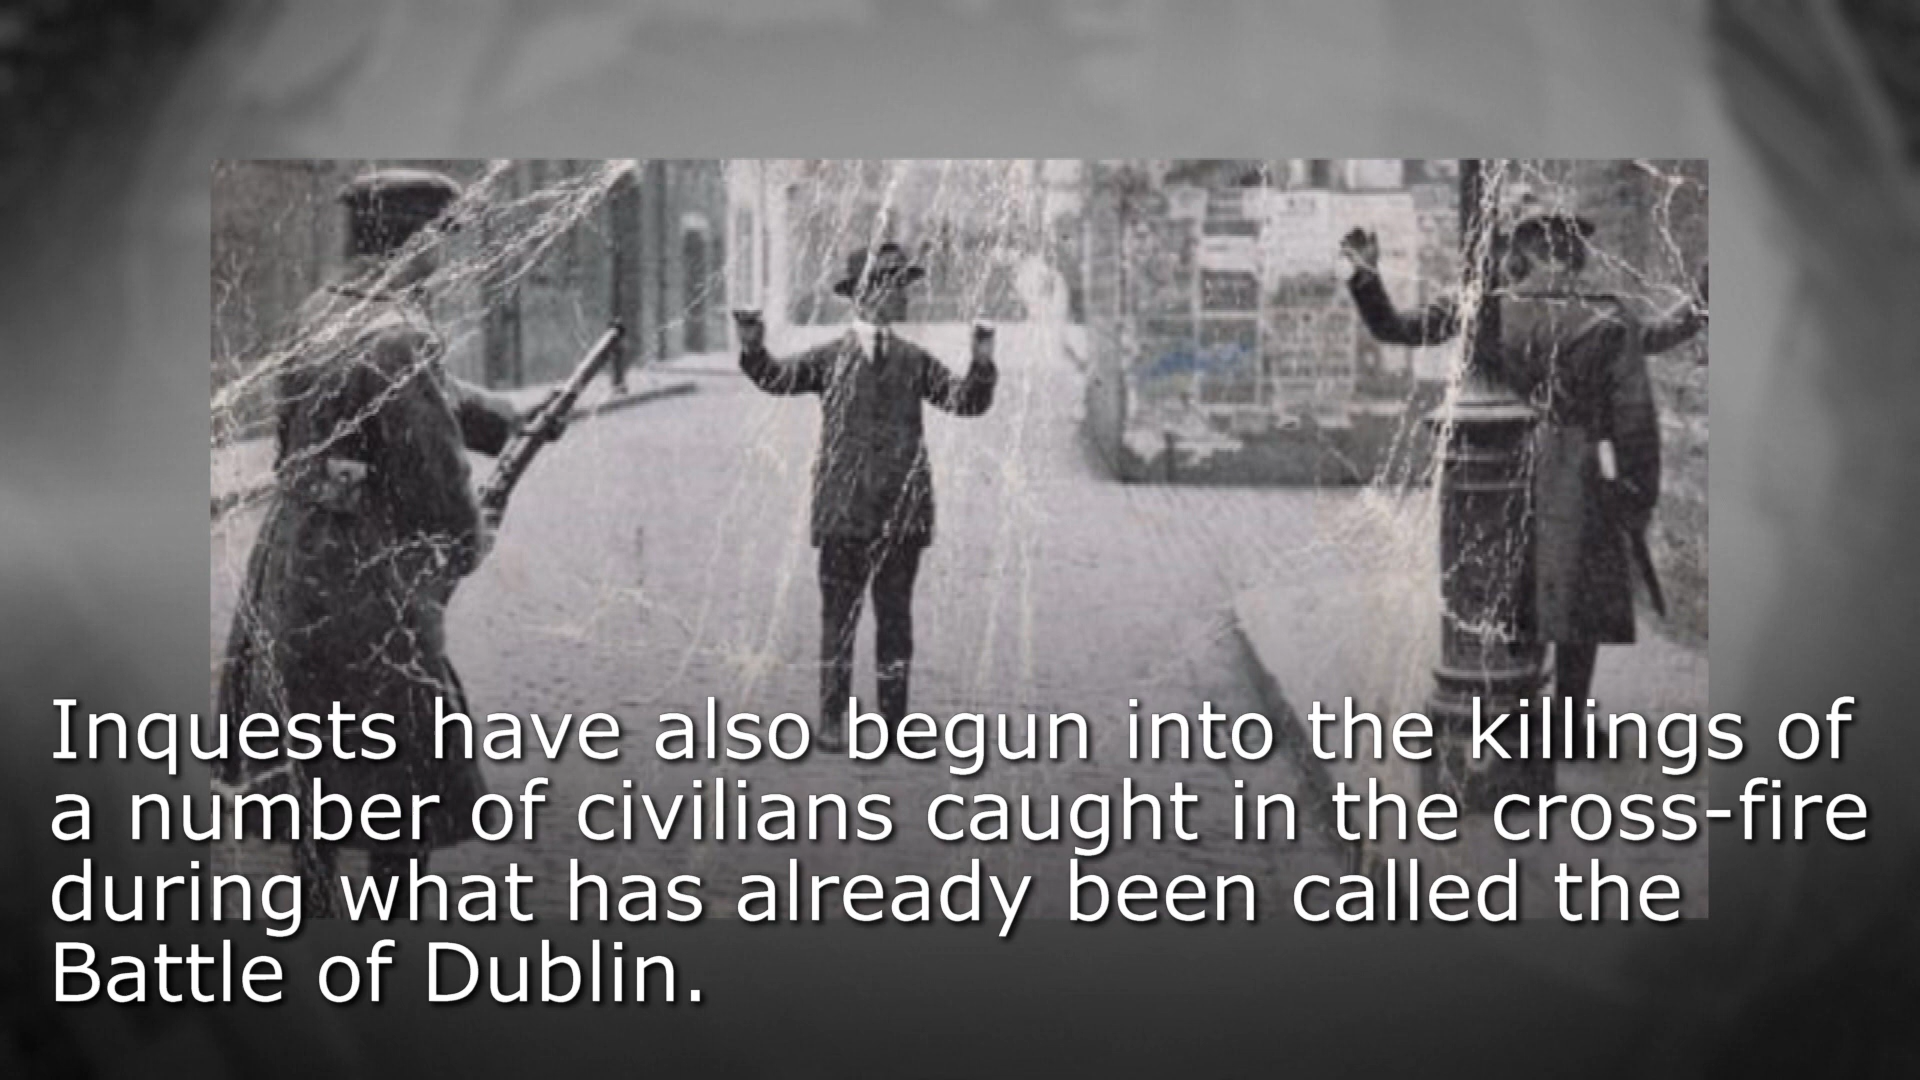 Inquests have also begun into the killings of
a number of civilians caught in the cross-fire
during what has already been called the
Battle of Dublin.